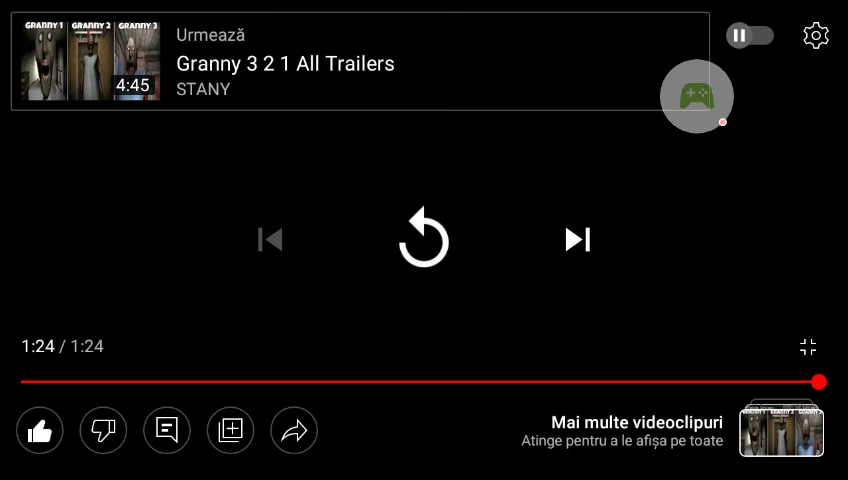 GRANNY 1 GRANNY 2 GRANNY 3
4:45
Urmează
Granny 3 2 1 All Trailers
STANY
1:24 / 1:24
Mai multe videoclipuri
Atinge pentru a le afișa pe toate